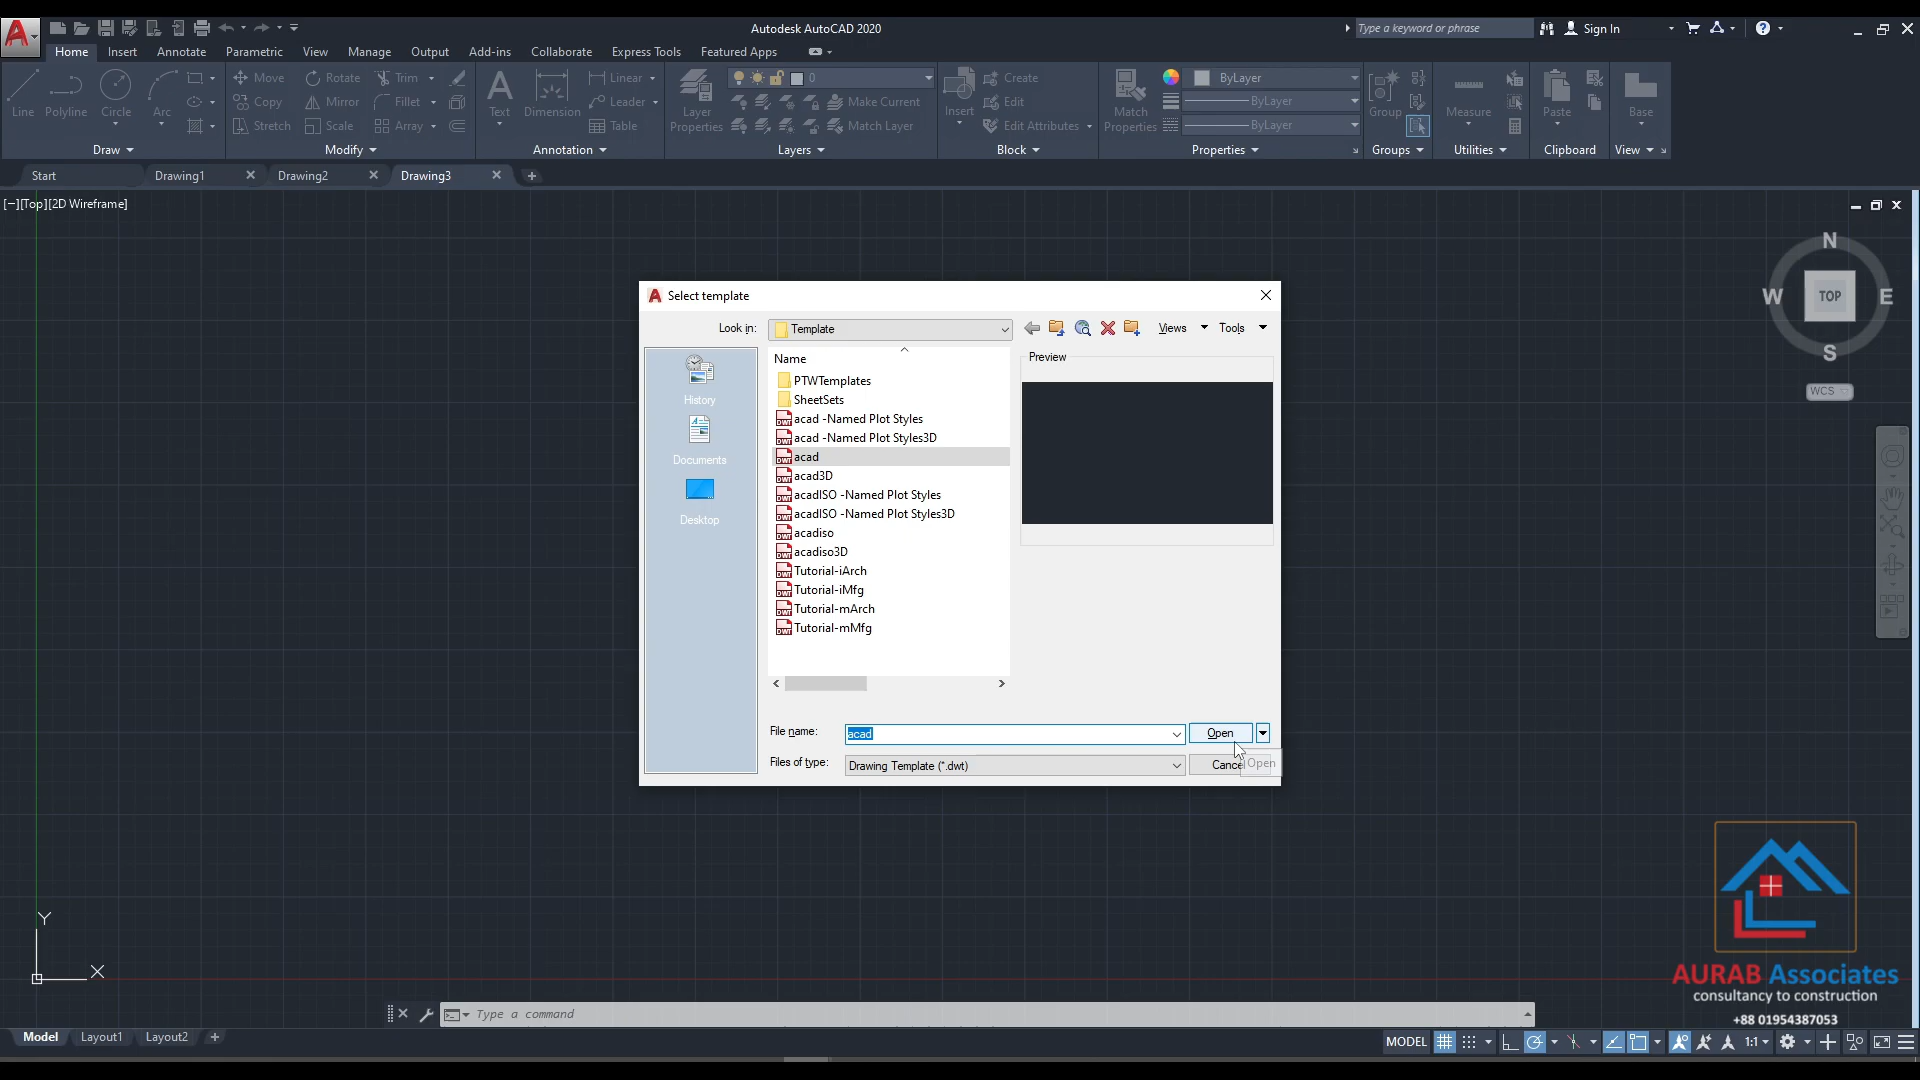 Autodesk AutoCAD 2020
Type a keyword or phrase
Sign In
Home Insert Annotate Parametric View Manage Output Add-ins Collaborate Express Tools Featured Apps
Line Polyline Circle Arc
Move Rotate Trim
Copy Mirror Fillet
Stretch Scale Array
Text Dimension
Linear
Leader
Table
Layer Properties
0
Make Current
Match Layer
Insert
Create
Edit
Edit Attributes
Match Properties
ByLayer
ByLayer
ByLayer
Group
Measure
Paste
Base
Draw Modify Annotation Layers Block Properties Groups Utilities Clipboard View
Start Drawing1 Drawing2 Drawing3
[−][Top][2D Wireframe]
N
W TOP E
S
WCS
Select template
Look in: Template
Views Tools
History
Documents
Desktop
Name
PTWTemplates
SheetSets
acad -Named Plot Styles
acad -Named Plot Styles3D
acad
acad3D
acadISO -Named Plot Styles
acadISO -Named Plot Styles3D
acadiso
acadiso3D
Tutorial-iArch
Tutorial-iMfg
Tutorial-mArch
Tutorial-mMfg
Preview
File name: acad
Open
Files of type: Drawing Template (*.dwt)
Cance
Open
Y
X
AURAB Associates
consultancy to construction
+88 01954387053
Type a command
Model Layout1 Layout2
MODEL
1:1